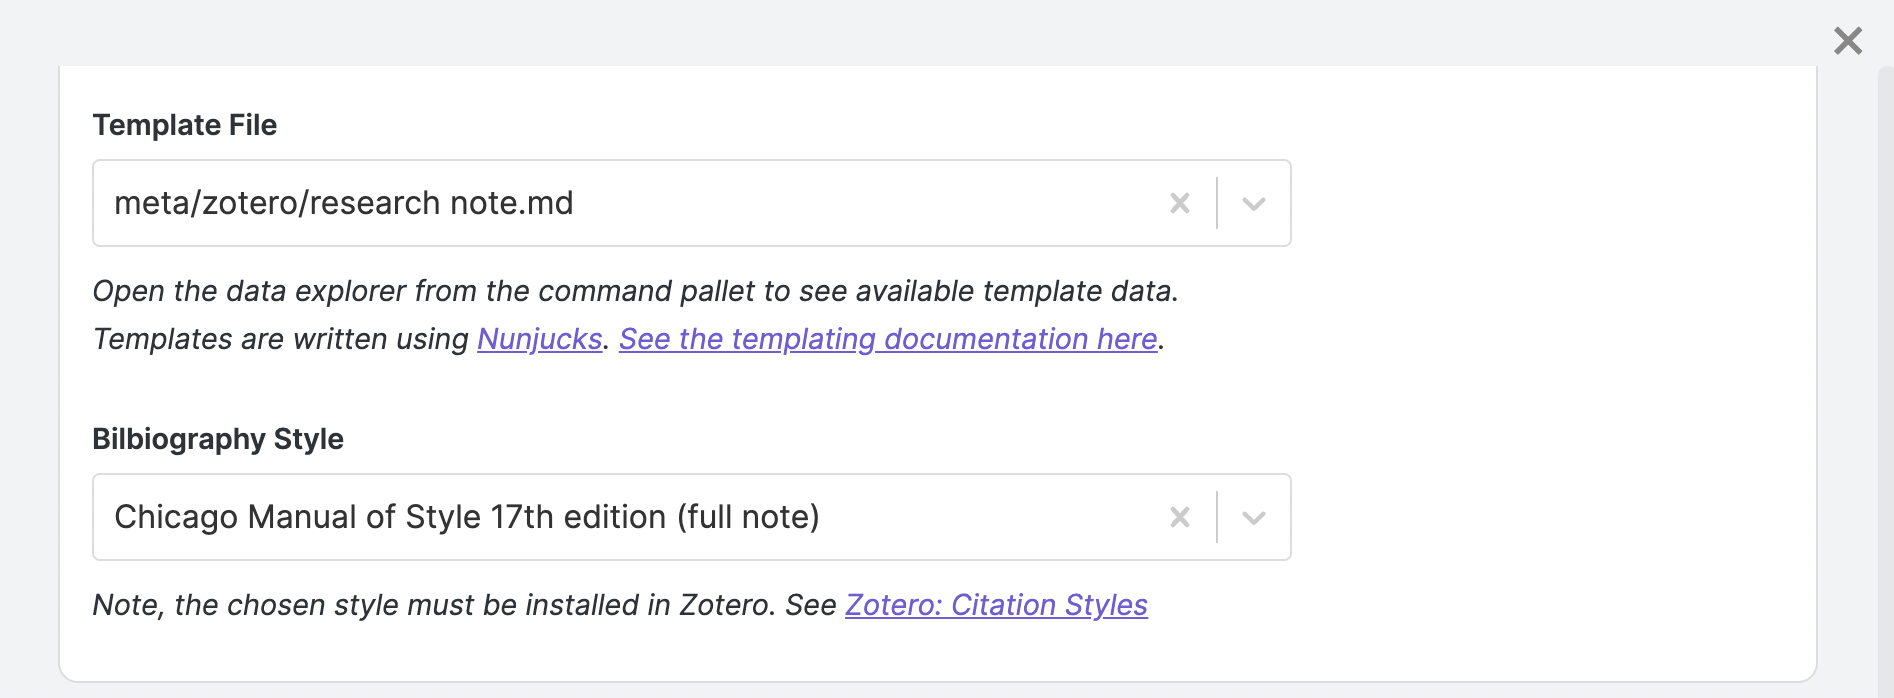 Template File
meta/zotero/research note.md
Open the data explorer from the command pallet to see available template data.
Templates are written using Nunjucks. See the templating documentation here.
Bilbiography Style
Chicago Manual of Style 17th edition (full note)
Note, the chosen style must be installed in Zotero. See Zotero: Citation Styles